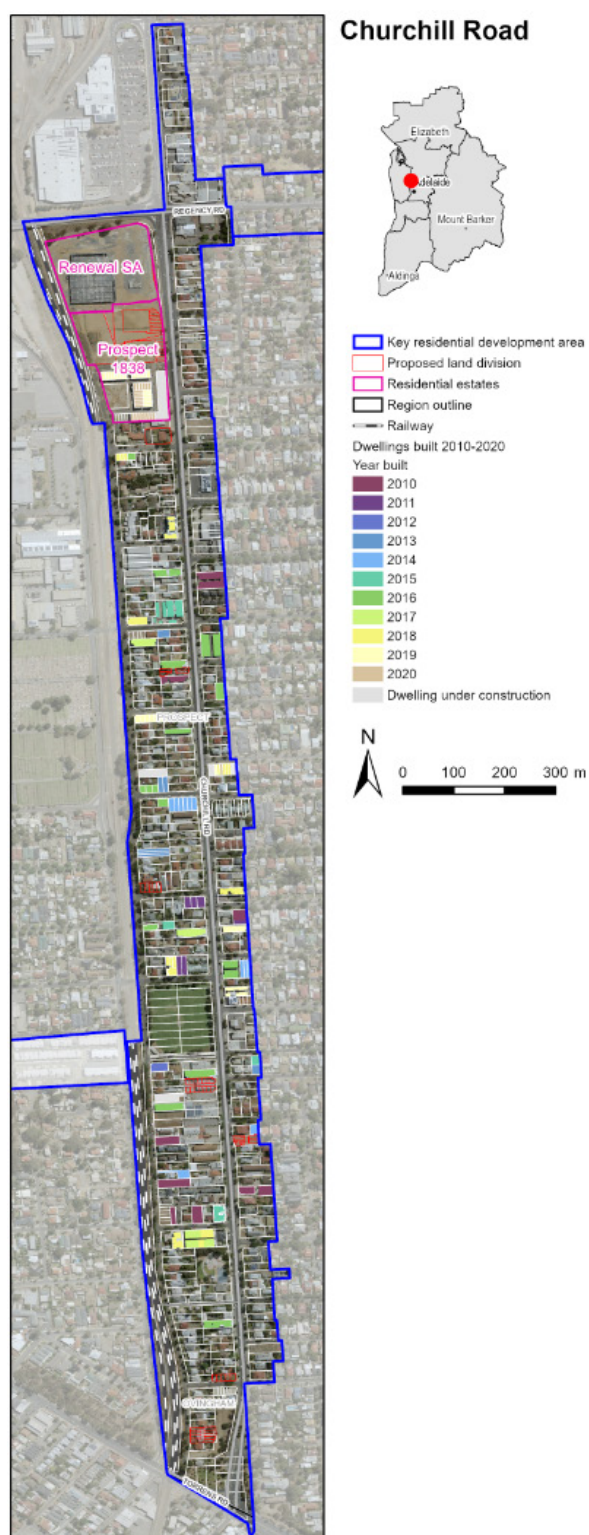 Churchill Road
Elizabeth
Adelaide
Mount Barker
Aldinga
REGENCY RD
Renewal SA
Prospect
1838
Key residential development area
Proposed land division
Residential estates
Region outline
Railway
Dwellings built 2010-2020
Year built
2010
2011
2012
2013
2014
2015
2016
2017
2018
2019
2020
Dwelling under construction
N
0 100 200 300 m
PROSPECT
CHURCHILL RD
OVINGHAM
TORRENS RD